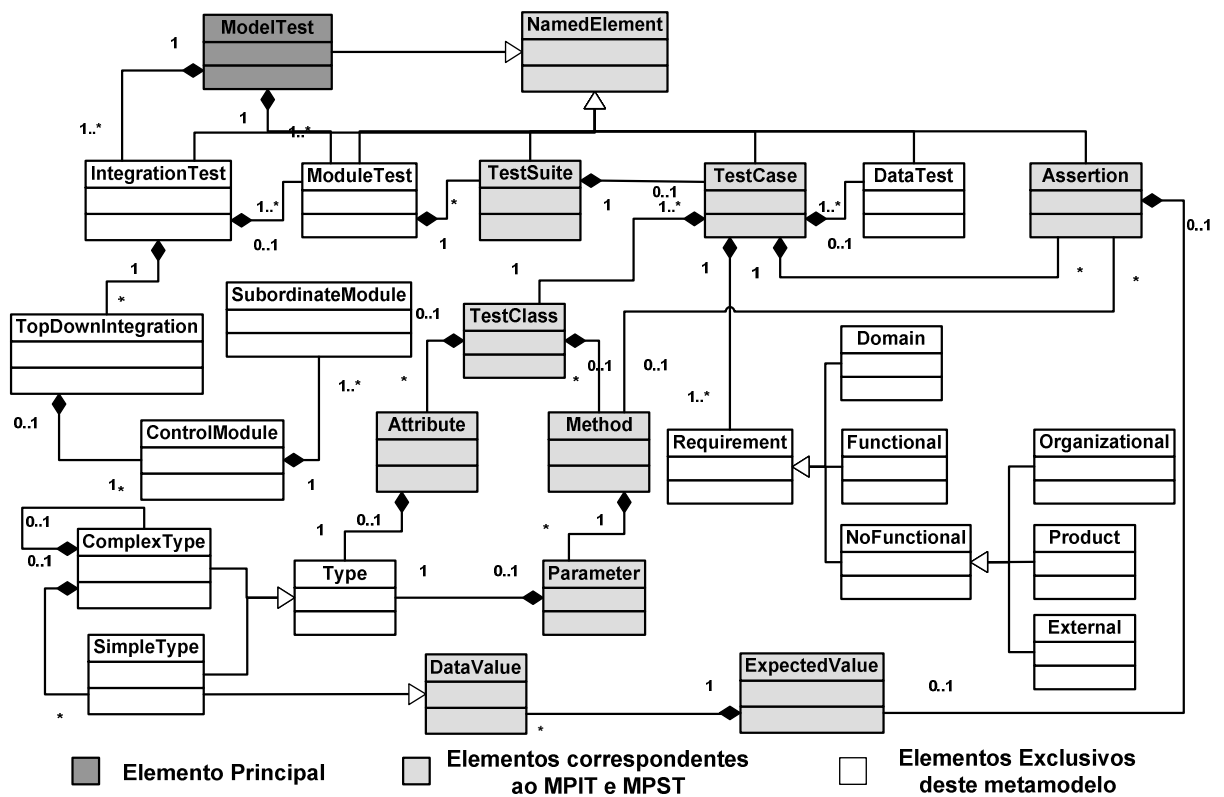 ModelTest
NamedElement
1
1
1..*
1..*
IntegrationTest
ModuleTest
TestSuite
TestCase
DataTest
Assertion
1..*
*
0..1
1..*
1..*
0..1
0..1
1
1
0..1
1
1
1
1
*
*
*
SubordinateModule
0..1
TopDownIntegration
TestClass
Domain
0..1
0..1
1..*
*
*
1..*
0..1
ControlModule
Attribute
Method
Requirement
Functional
Organizational
1
*
1
1
0..1
*
1
0..1
0..1
ComplexType
NoFunctional
Product
Type
1
0..1
Parameter
SimpleType
External
DataValue
ExpectedValue
1
0..1
*
*
Elemento Principal
Elementos correspondentes
ao MPIT e MPST
Elementos Exclusivos
deste metamodelo